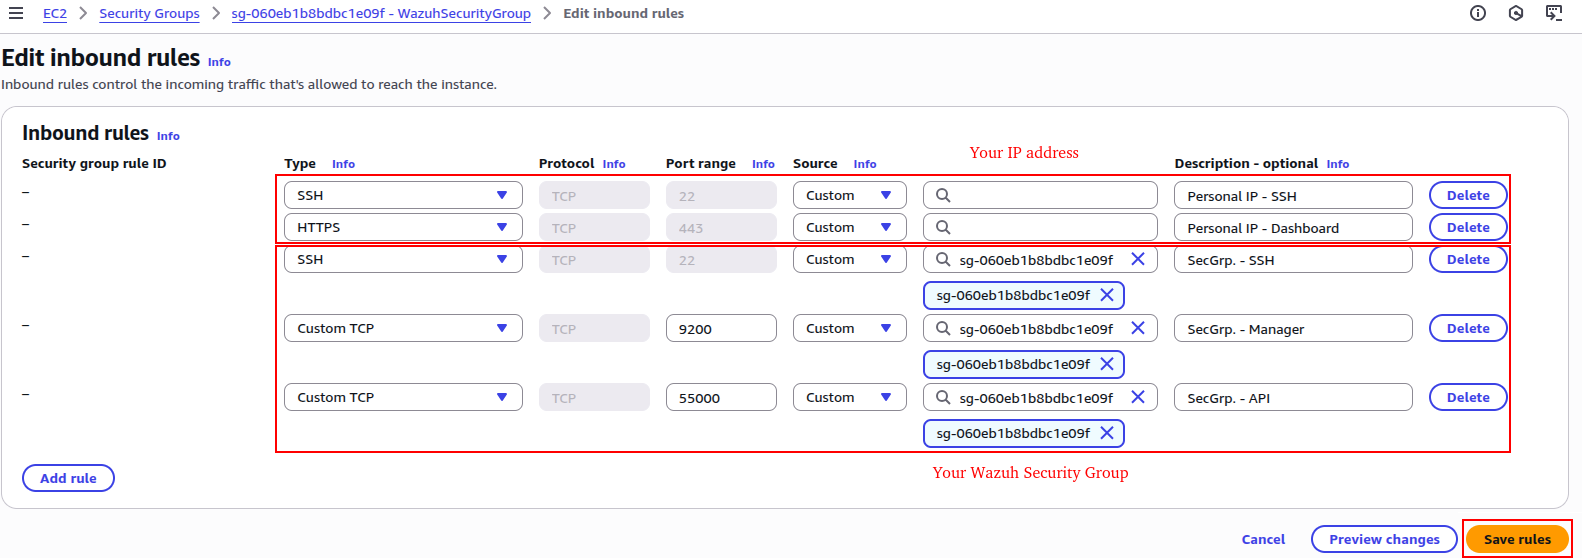 EC2 > Security Groups > sg-060eb1b8bdbc1e09f - WazuhSecurityGroup > Edit inbound rules
Edit inbound rules Info
Inbound rules control the incoming traffic that's allowed to reach the instance.
Inbound rules Info
Your IP address
Security group rule ID Type Info Protocol Info Port range Info Source Info Description - optional Info
– SSH TCP 22 Custom Personal IP - SSH Delete
– HTTPS TCP 443 Custom Personal IP - Dashboard Delete
– SSH TCP 22 Custom sg-060eb1b8bdbc1e09f SecGrp. - SSH Delete
sg-060eb1b8bdbc1e09f
– Custom TCP TCP 9200 Custom sg-060eb1b8bdbc1e09f SecGrp. - Manager Delete
sg-060eb1b8bdbc1e09f
– Custom TCP TCP 55000 Custom sg-060eb1b8bdbc1e09f SecGrp. - API Delete
sg-060eb1b8bdbc1e09f
Your Wazuh Security Group
Add rule
Cancel Preview changes Save rules